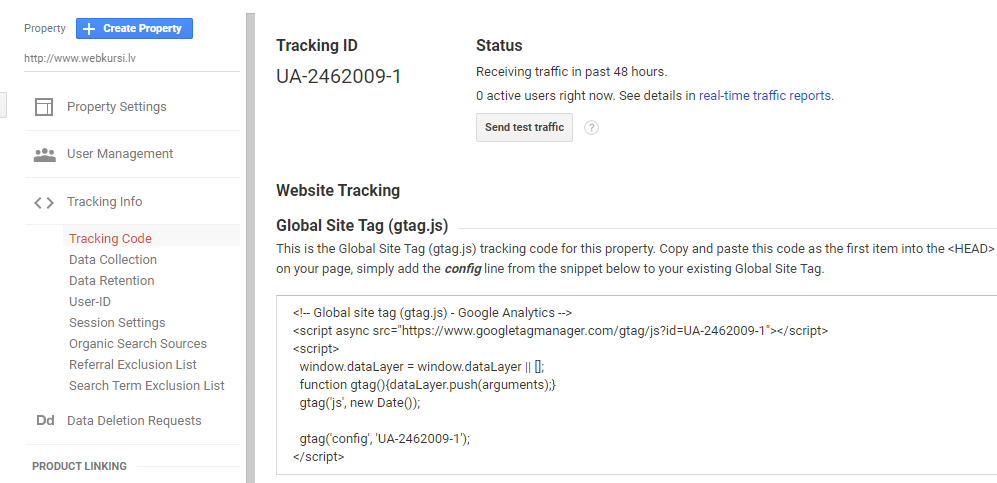 Property
Create Property
http://www.webkursi.lv
Property Settings
User Management
Tracking Info
Tracking Code
Data Collection
Data Retention
User-ID
Session Settings
Organic Search Sources
Referral Exclusion List
Search Term Exclusion List
Dd Data Deletion Requests
PRODUCT LINKING
Tracking ID
UA-2462009-1
Status
Receiving traffic in past 48 hours.
0 active users right now. See details in real-time traffic reports.
Send test traffic ?
Website Tracking
Global Site Tag (gtag.js)
This is the Global Site Tag (gtag.js) tracking code for this property. Copy and paste this code as the first item into the <HEAD>
on your page, simply add the config line from the snippet below to your existing Global Site Tag.
<!-- Global site tag (gtag.js) - Google Analytics -->
<script async src="https://www.googletagmanager.com/gtag/js?id=UA-2462009-1"></script>
<script>
window.dataLayer = window.dataLayer || [];
function gtag(){dataLayer.push(arguments);}
gtag('js', new Date());
gtag('config', 'UA-2462009-1');
</script>